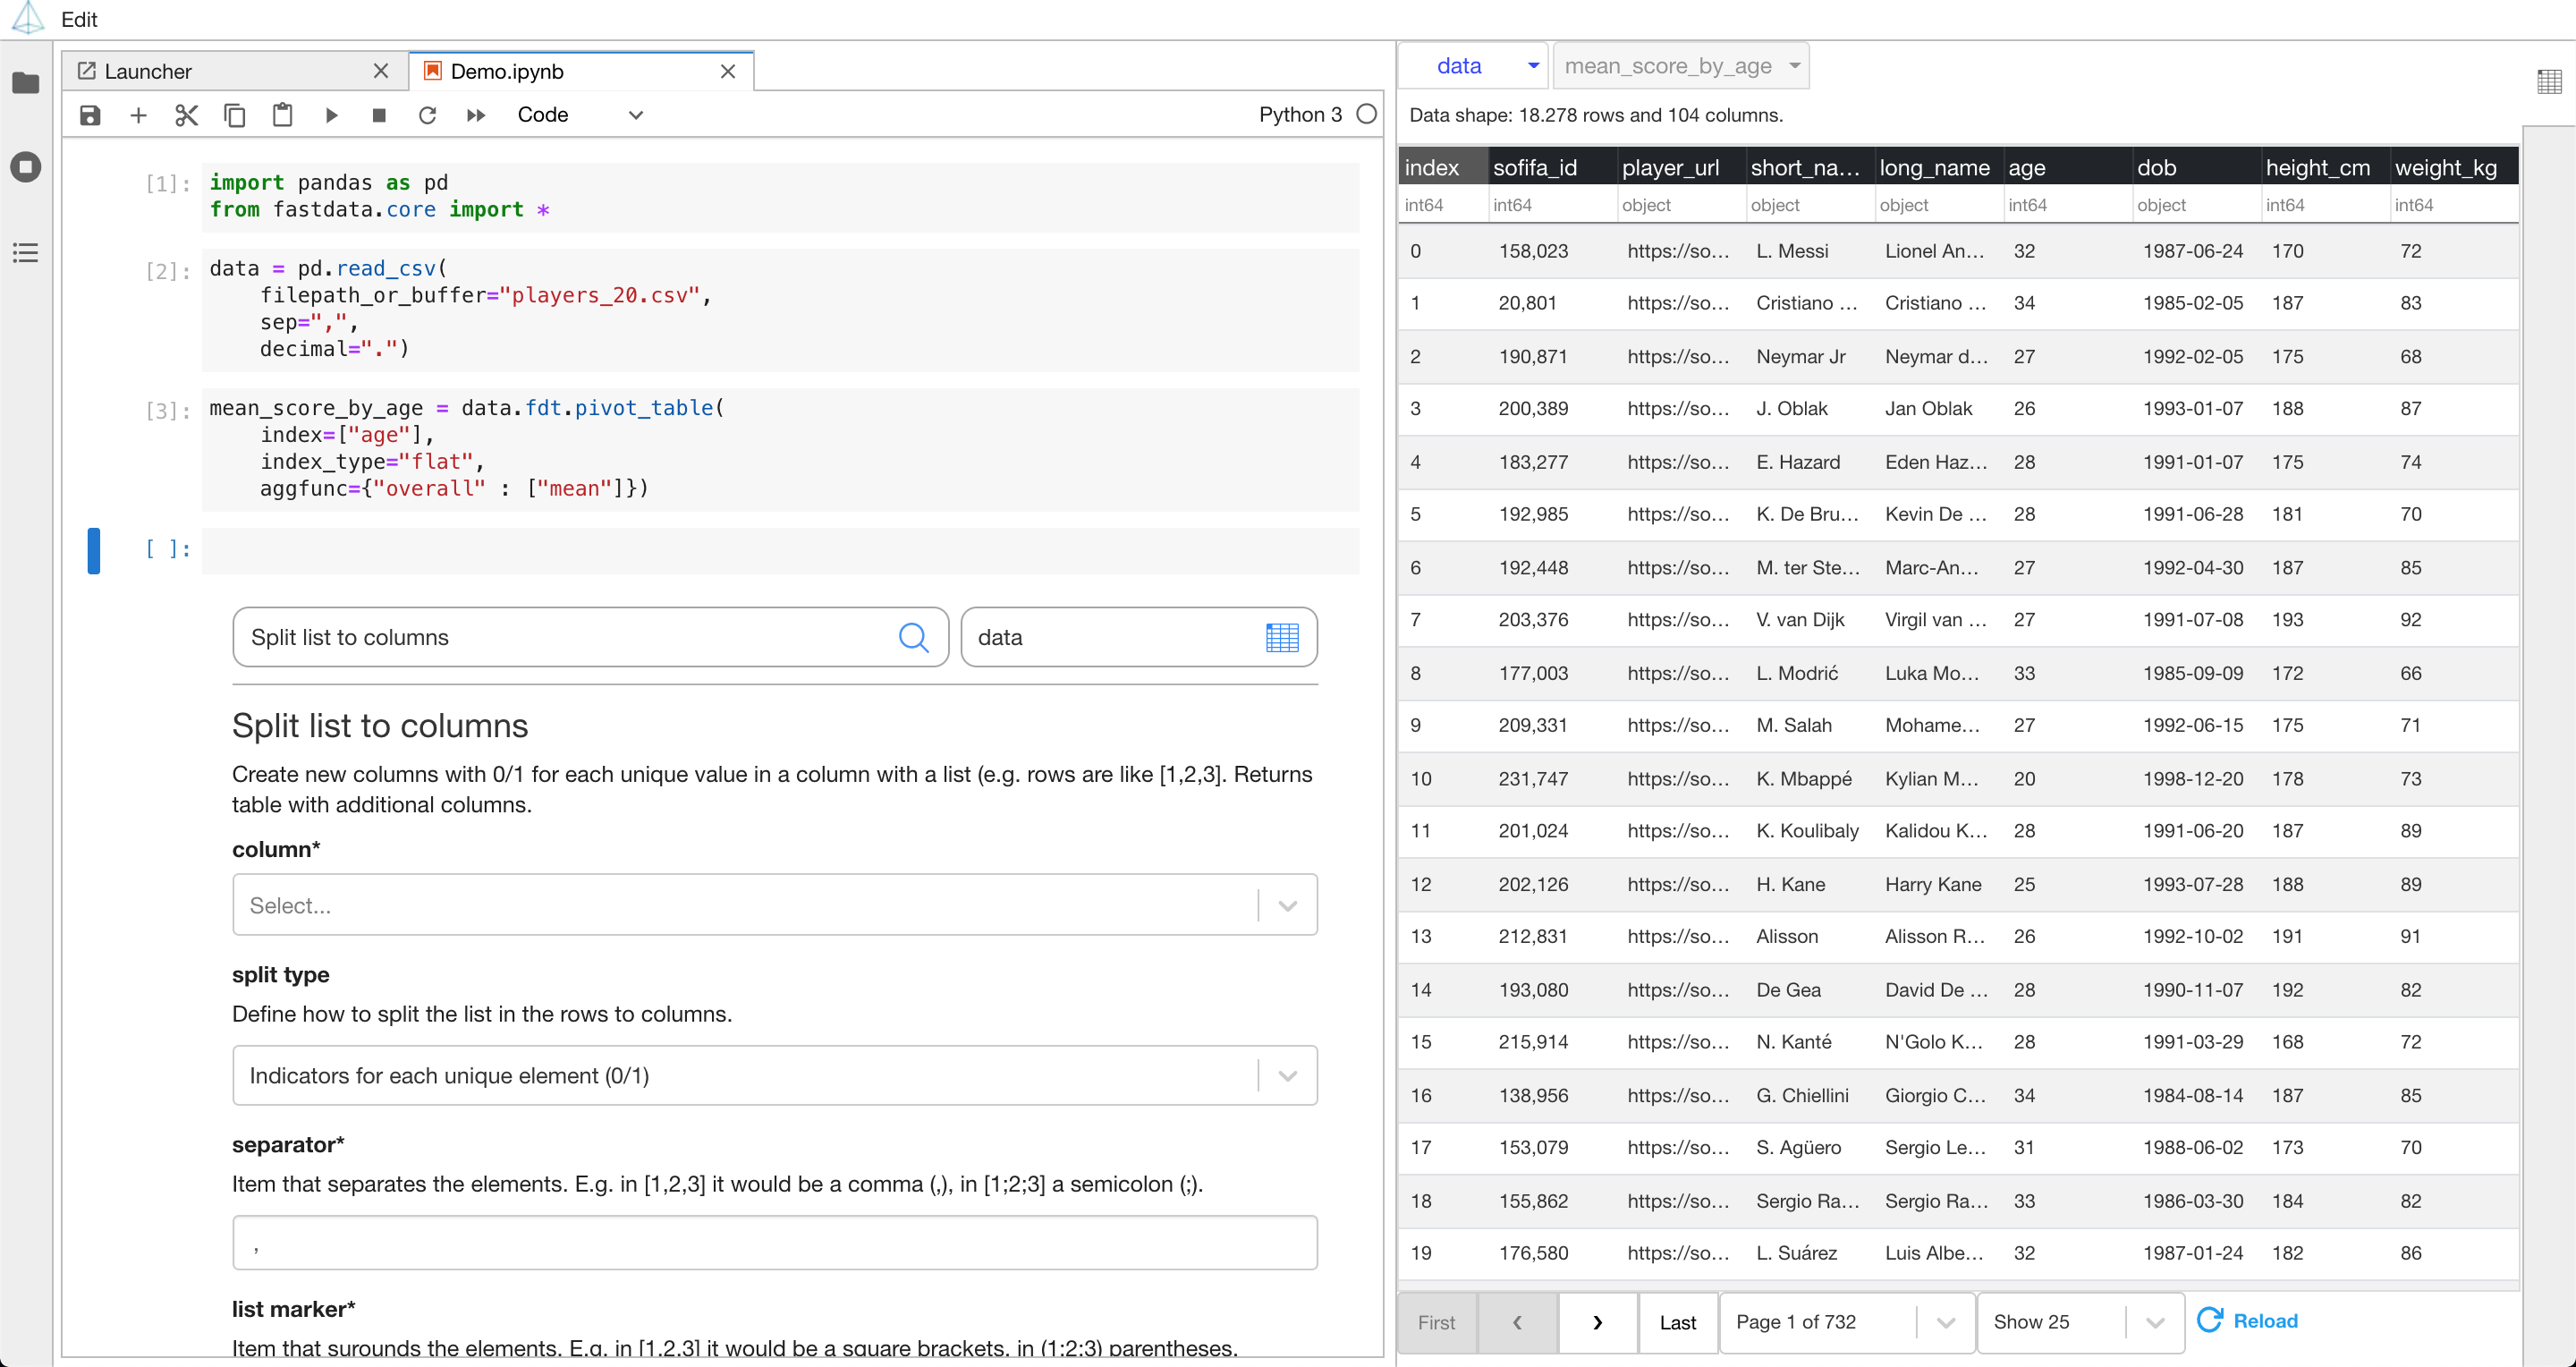 Edit
Launcher
Demo.ipynb
Code
Python 3
[1]: import pandas as pd
from fastdata.core import *
[2]: data = pd.read_csv(
filepath_or_buffer="players_20.csv",
sep=",",
decimal=".")
[3]: mean_score_by_age = data.fdt.pivot_table(
index=["age"],
index_type="flat",
aggfunc={"overall" : ["mean"]})
[ ]:
Split list to columns
data
Split list to columns
Create new columns with 0/1 for each unique value in a column with a list (e.g. rows are like [1,2,3]. Returns
table with additional columns.
column*
Select...
split type
Define how to split the list in the rows to columns.
Indicators for each unique element (0/1)
separator*
Item that separates the elements. E.g. in [1,2,3] it would be a comma (,), in [1;2;3] a semicolon (;).
,
list marker*
Item that surounds the elements. E.g. in [1,2,3] it would be a square brackets, in (1;2;3) parentheses.
data
mean_score_by_age
Data shape: 18.278 rows and 104 columns.
index sofifa_id player_url short_na… long_name age dob height_cm weight_kg
int64 int64 object object object int64 object int64 int64
0 158,023 https://so… L. Messi Lionel An… 32 1987-06-24 170 72
1 20,801 https://so… Cristiano … Cristiano … 34 1985-02-05 187 83
2 190,871 https://so… Neymar Jr Neymar d… 27 1992-02-05 175 68
3 200,389 https://so… J. Oblak Jan Oblak 26 1993-01-07 188 87
4 183,277 https://so… E. Hazard Eden Haz… 28 1991-01-07 175 74
5 192,985 https://so… K. De Bru… Kevin De … 28 1991-06-28 181 70
6 192,448 https://so… M. ter Ste… Marc-An… 27 1992-04-30 187 85
7 203,376 https://so… V. van Dijk Virgil van … 27 1991-07-08 193 92
8 177,003 https://so… L. Modrić Luka Mo… 33 1985-09-09 172 66
9 209,331 https://so… M. Salah Mohame… 27 1992-06-15 175 71
10 231,747 https://so… K. Mbappé Kylian M… 20 1998-12-20 178 73
11 201,024 https://so… K. Koulibaly Kalidou K… 28 1991-06-20 187 89
12 202,126 https://so… H. Kane Harry Kane 25 1993-07-28 188 89
13 212,831 https://so… Alisson Alisson R… 26 1992-10-02 191 91
14 193,080 https://so… De Gea David De … 28 1990-11-07 192 82
15 215,914 https://so… N. Kanté N'Golo K… 28 1991-03-29 168 72
16 138,956 https://so… G. Chiellini Giorgio C… 34 1984-08-14 187 85
17 153,079 https://so… S. Agüero Sergio Le… 31 1988-06-02 173 70
18 155,862 https://so… Sergio Ra… Sergio Ra… 33 1986-03-30 184 82
19 176,580 https://so… L. Suárez Luis Albe… 32 1987-01-24 182 86
First ‹ › Last Page 1 of 732 Show 25 Reload